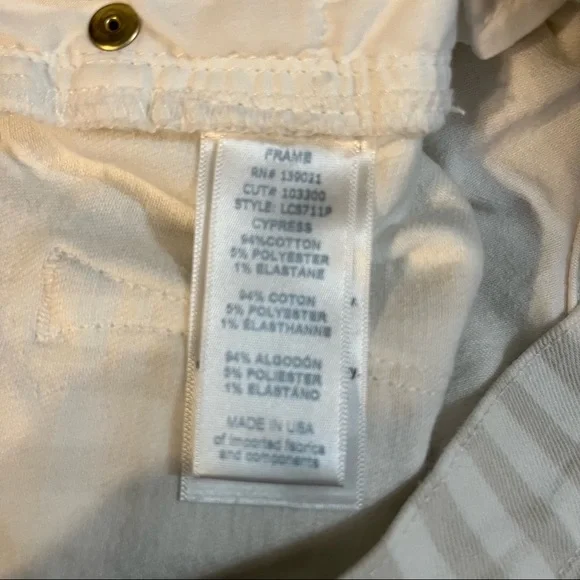 FRAME
RN# 139021
CUT# 103300
STYLE: LCS711P
CYPRESS
94%COTTON
5% POLYESTER
1% ELASTANE
94% COTON
5% POLYESTER
1% ÉLASTHANNE
94% ALGODÓN
5% POLIESTER
1% ELASTANO
MADE IN USA
of imported fabrics
and components